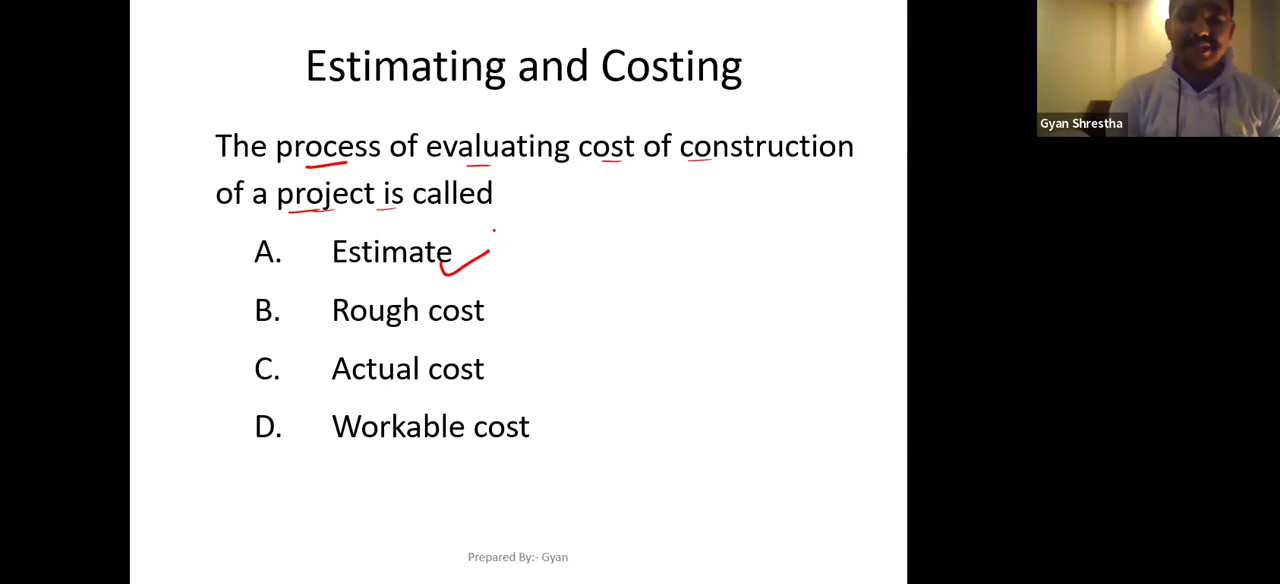 Estimating and Costing
The process of evaluating cost of construction
of a project is called
A. Estimate
B. Rough cost
C. Actual cost
D. Workable cost
Prepared By:- Gyan
Gyan Shrestha